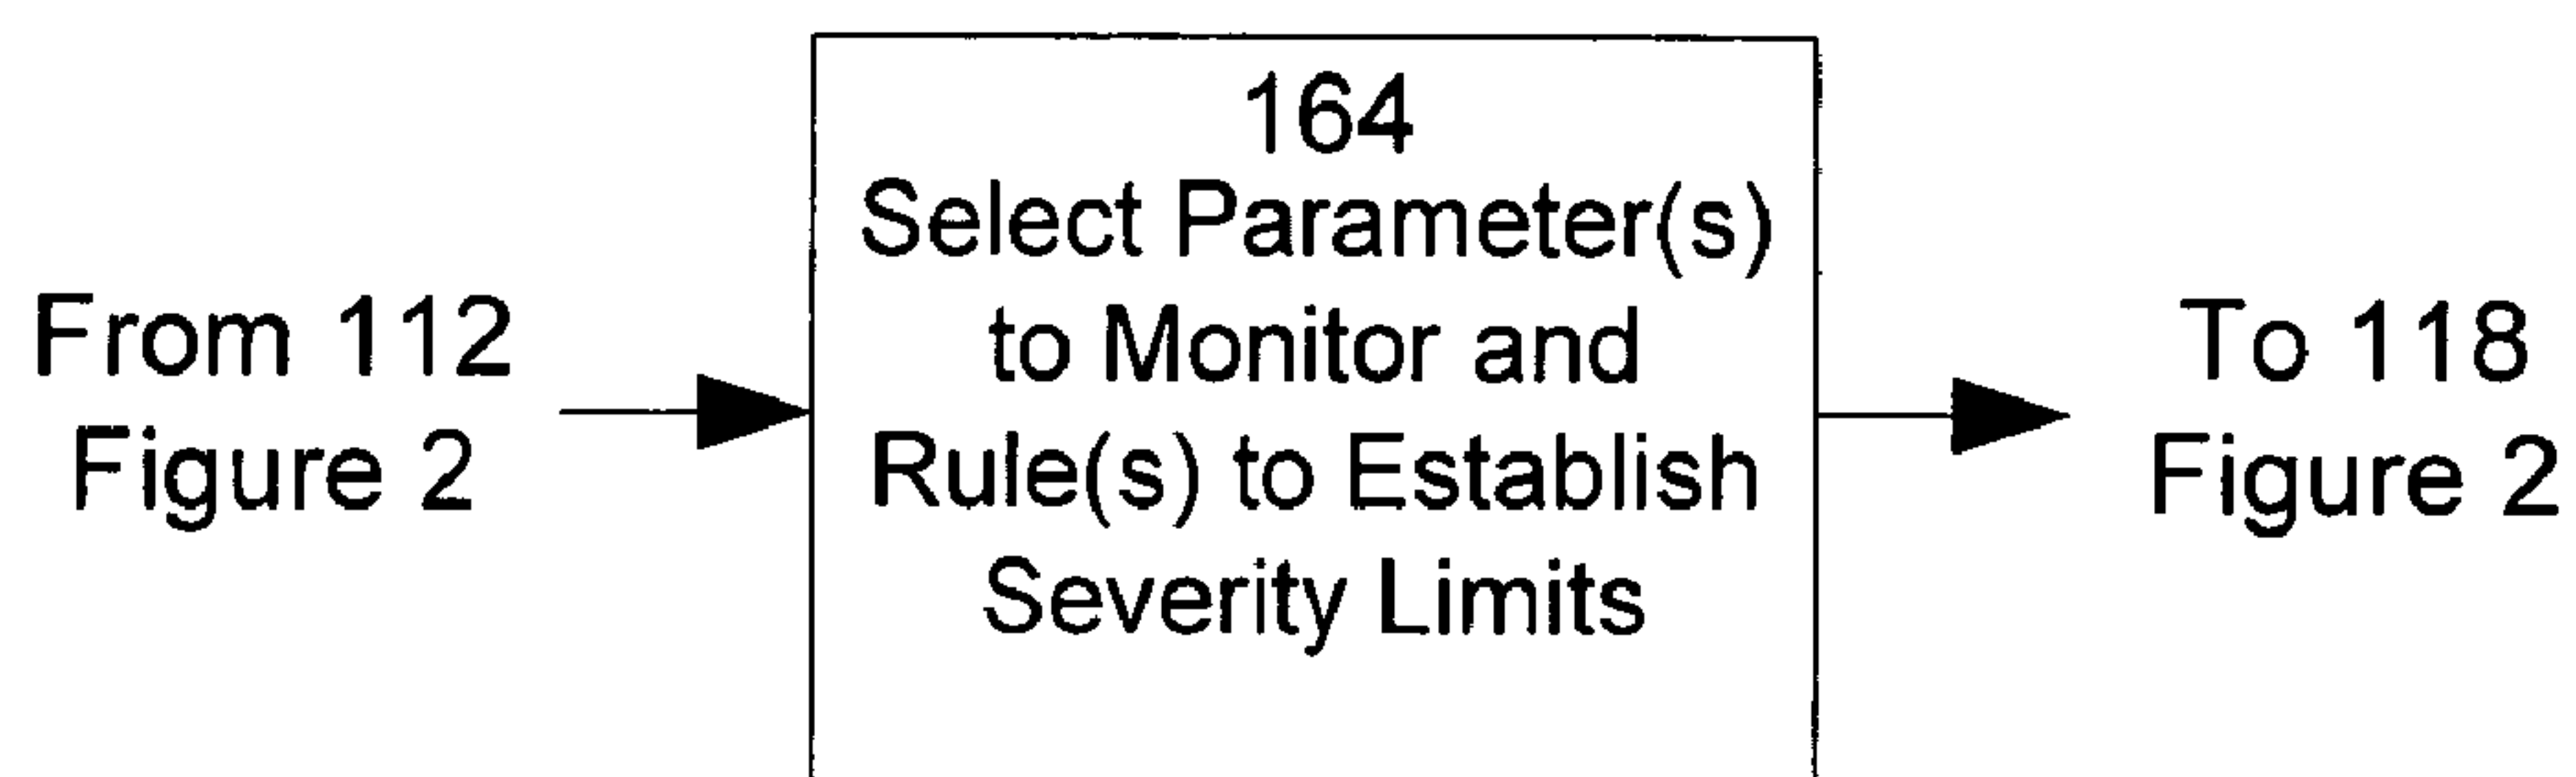 From 112
Figure 2
164
Select Parameter(s)
to Monitor and
Rule(s) to Establish
Severity Limits
To 118
Figure 2